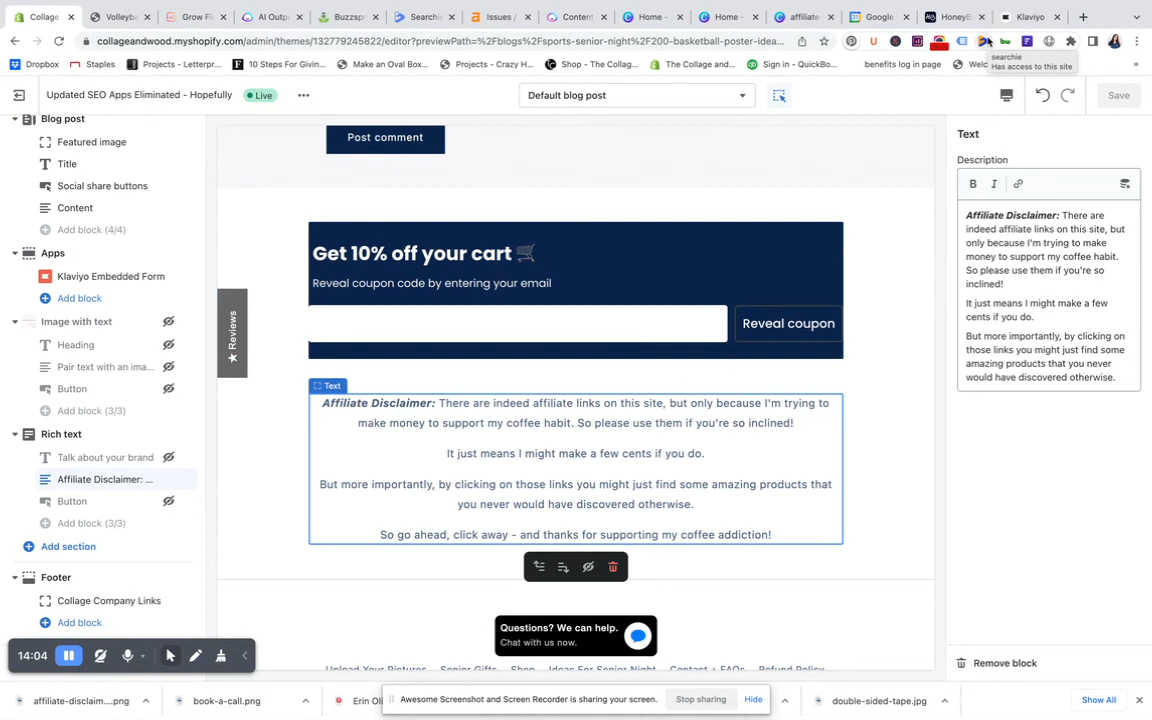 Collage
Volleyba
Grow Fl
AI Outpu
Buzzspr
Searchie
Issues /
Content
Home -
Home -
affiliate
Google
HoneyB
Klaviyo
collageandwood.myshopify.com/admin/themes/132779245822/editor?previewPath=%2Fblogs%2Fsports-senior-night%2F200-basketball-poster-idea...
searchie
Has access to this site
Dropbox
Staples
Projects - Letterpr...
10 Steps For Giving...
Make an Oval Box...
Projects - Crazy H...
Shop - The Collag...
The Collage and...
Sign in - QuickBo...
benefits log in page
Updated SEO Apps Eliminated - Hopefully
Live
Default blog post
Save
Blog post
Featured image
Title
Social share buttons
Content
Add block (4/4)
Apps
Klaviyo Embedded Form
Add block
Image with text
Heading
Pair text with an ima...
Button
Add block (3/3)
Rich text
Talk about your brand
Affiliate Disclaimer: ...
Button
Add block (3/3)
Add section
Footer
Collage Company Links
Add block
14:04
Post comment
Get 10% off your cart
Reveal coupon code by entering your email
Reveal coupon
★ Reviews
Text
Affiliate Disclaimer: There are indeed affiliate links on this site, but only because I'm trying to
make money to support my coffee habit. So please use them if you're so inclined!
It just means I might make a few cents if you do.
But more importantly, by clicking on those links you might just find some amazing products that
you never would have discovered otherwise.
So go ahead, click away - and thanks for supporting my coffee addiction!
Questions? We can help.
Chat with us now.
Upload Your Pictures
Senior Gifts
Shop
Ideas For Senior Night
Contact + FAQs
Refund Policy
Text
Description
B I
Affiliate Disclaimer: There are
indeed affiliate links on this site, but
only because I'm trying to make
money to support my coffee habit.
So please use them if you're so
inclined!
It just means I might make a few
cents if you do.
But more importantly, by clicking on
those links you might just find some
amazing products that you never
would have discovered otherwise.
Remove block
affiliate-disclaim....png
book-a-call.png
Erin Oli
Awesome Screenshot and Screen Recorder is sharing your screen.
Stop sharing
Hide
double-sided-tape.jpg
Show All